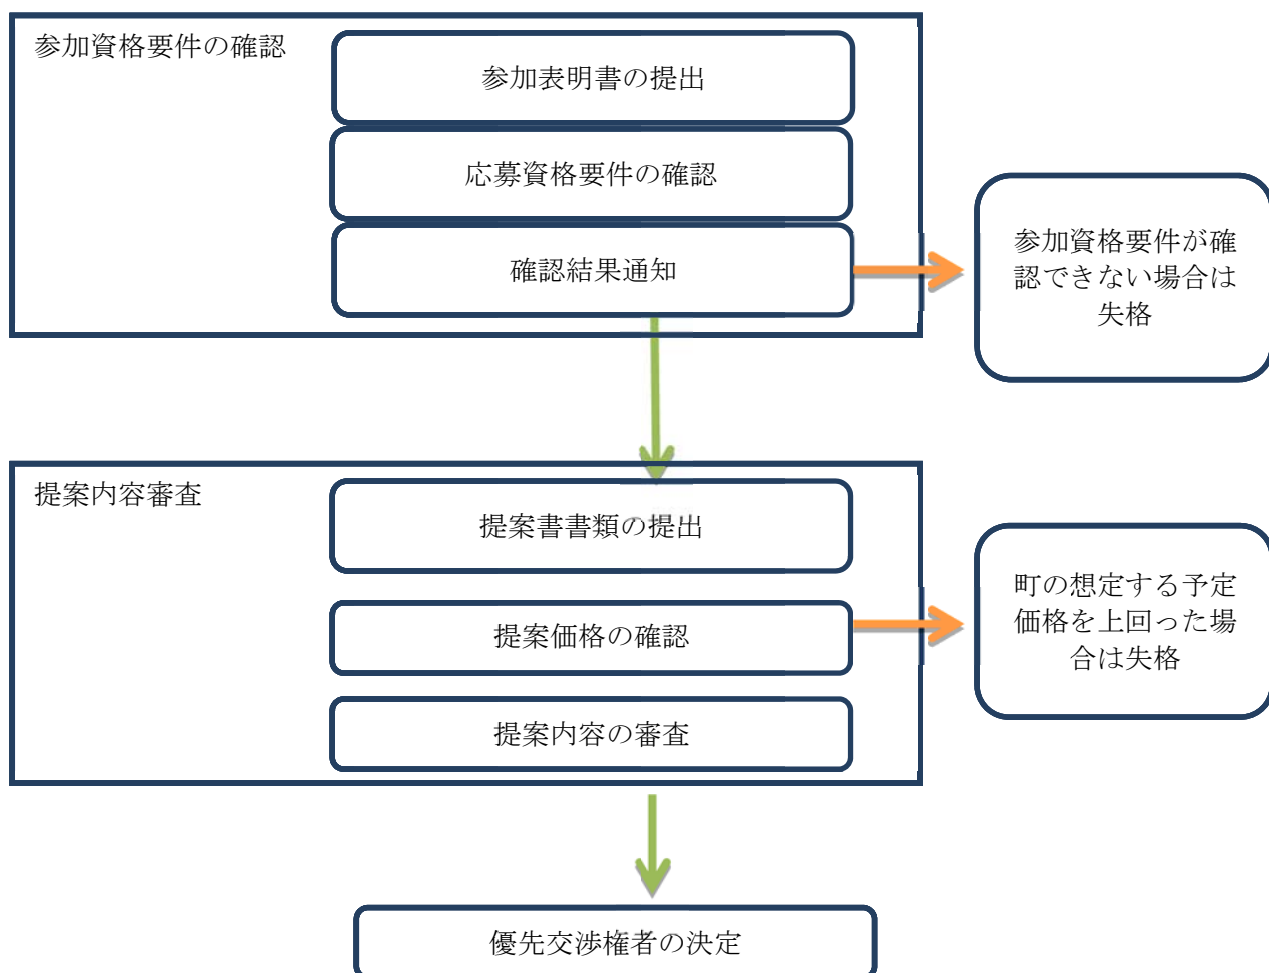 参加資格要件の確認
参加表明書の提出
応募資格要件の確認
確認結果通知
参加資格要件が確
認できない場合は
失格
提案内容審査
提案書書類の提出
提案価格の確認
提案内容の審査
町の想定する予定
価格を上回った場
合は失格
優先交渉権者の決定